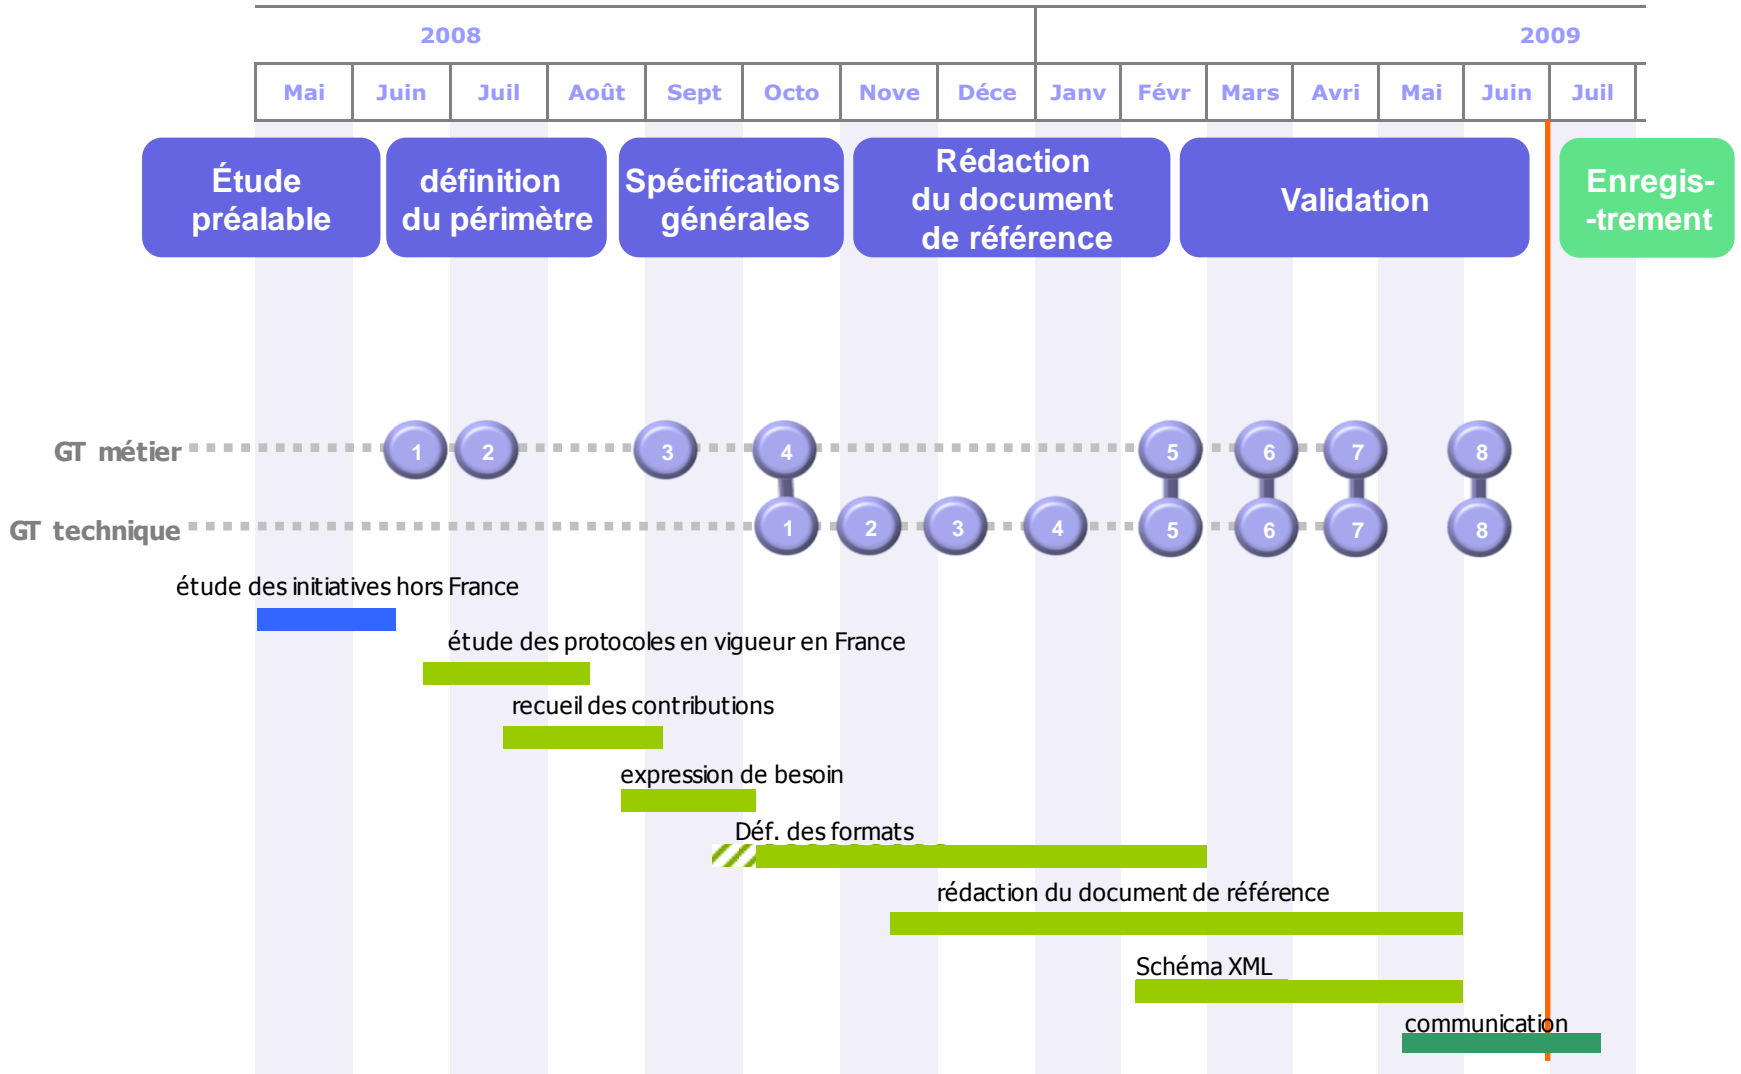 2008 2009
Mai Juin Juil Août Sept Octo Nove Déce Janv Févr Mars Avri Mai Juin Juil
Étude
préalable
définition
du périmètre
Spécifications
générales
Rédaction
du document
de référence
Validation
Enregis-
-trement
GT métier 1 2 3 4 5 6 7 8
GT technique 1 2 3 4 5 6 7 8
étude des initiatives hors France
étude des protocoles en vigueur en France
recueil des contributions
expression de besoin
Déf. des formats
rédaction du document de référence
Schéma XML
communication